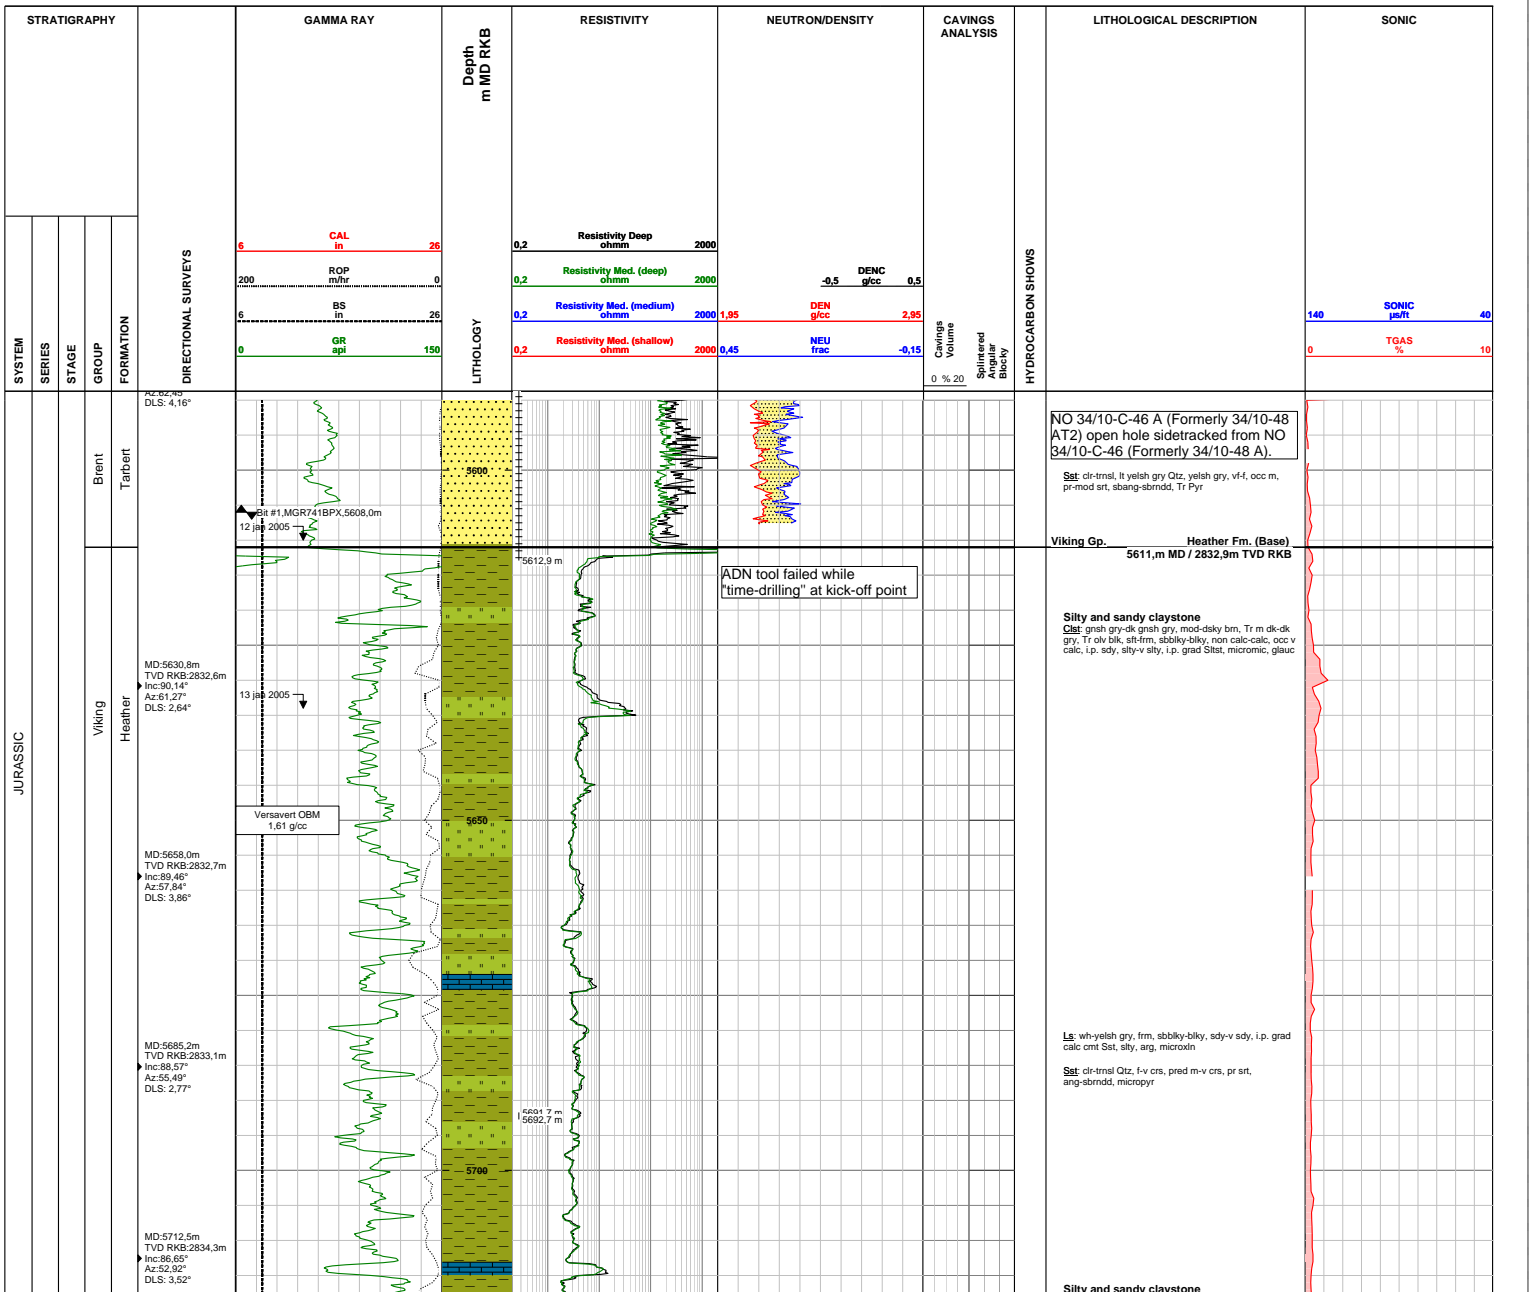 STRATIGRAPHY
GAMMA RAY
Depth
m MD RKB
RESISTIVITY
NEUTRON/DENSITY
CAVINGS
ANALYSIS
LITHOLOGICAL DESCRIPTION
SONIC
SYSTEM
SERIES
STAGE
GROUP
FORMATION
DIRECTIONAL SURVEYS
CAL
6 in 26
ROP
200 m/hr 0
BS
6 in 26
GR
0 api 150
LITHOLOGY
Resistivity Deep
0,2 ohmm 2000
Resistivity Med. (deep)
0,2 ohmm 2000
Resistivity Med. (medium)
0,2 ohmm 2000
Resistivity Med. (shallow)
0,2 ohmm 2000
DENC
-0,5 g/cc 0,5
DEN
1,95 g/cc 2,95
NEU
0,45 frac -0,15
Cavings
Volume
0 % 20
Splintered
Angular
Blocky
HYDROCARBON SHOWS
SONIC
140 µs/ft 40
TGAS
0 % 10
JURASSIC
Brent
Tarbert
Viking
Heather
Az:62,45
DLS: 4,16°
5600
Bit #1,MGR741BPX,5608,0m
12 jan 2005
NO 34/10-C-46 A (Formerly 34/10-48
AT2) open hole sidetracked from NO
34/10-C-46 (Formerly 34/10-48 A).
Sst: clr-trnsl, lt yelsh gry Qtz, yelsh gry, vf-f, occ m,
pr-mod srt, sbang-sbrndd, Tr Pyr
Viking Gp. Heather Fm. (Base)
5611,m MD / 2832,9m TVD RKB
5612,9 m
ADN tool failed while
"time-drilling" at kick-off point
Silty and sandy claystone
Clst: gnsh gry-dk gnsh gry, mod-dsky brn, Tr m dk-dk
gry, Tr olv blk, sft-frm, sbblky-blky, non calc-calc, occ v
calc, i.p. sdy, slty-v slty, i.p. grad Sltst, micromic, glauc
MD:5630,8m
TVD RKB:2832,6m
Inc:90,14°
Az:61,27°
DLS: 2,64°
13 jan 2005
Versavert OBM
1,61 g/cc
5650
MD:5658,0m
TVD RKB:2832,7m
Inc:89,46°
Az:57,84°
DLS: 3,86°
MD:5685,2m
TVD RKB:2833,1m
Inc:88,57°
Az:55,49°
DLS: 2,77°
Ls: wh-yelsh gry, frm, sbblky-blky, sdy-v sdy, i.p. grad
calc cmt Sst, slty, arg, microxln
Sst: clr-trnsl Qtz, f-v crs, pred m-v crs, pr srt,
ang-sbrndd, micropyr
5691,7 m
5692,7 m
5700
MD:5712,5m
TVD RKB:2834,3m
Inc:86,65°
Az:52,92°
DLS: 3,52°
Silty and sandy claystone